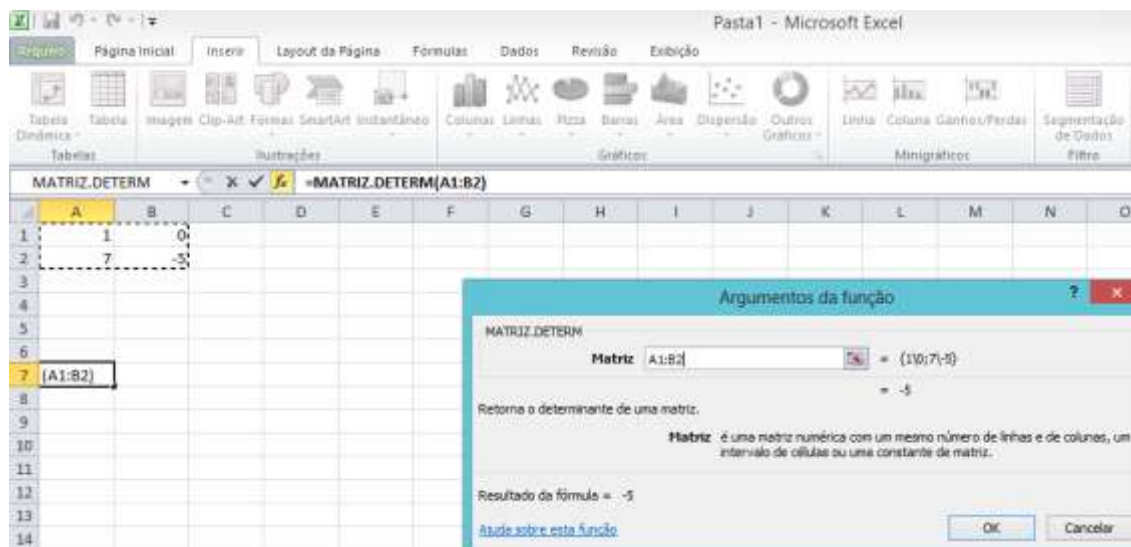 Pasta1 - Microsoft Excel
Arquivo Página Inicial Inserir Layout da Página Fórmulas Dados Revisão Exibição
Tabela Dinâmica Tabela Imagem Clip-Art Formas SmartArt Instantâneo Colunas Linhas Pizza Barras Área Dispersão Outros Gráficos Linha Coluna Ganhos/Perdas Segmentação de Dados
Tabelas Ilustrações Gráficos Minigráficos Filtro
MATRIZ.DETERM fx =MATRIZ.DETERM(A1:B2)
A B C D E F G H I J K L M N O
1 1 0
2 7 -5
3
4
5
6
7 (A1:B2)
8
9
10
11
12
13
14
Argumentos da função ? x
MATRIZ.DETERM
Matriz A1:B2 = {1\0;7\-5}
= -5
Retorna o determinante de uma matriz.
Matriz é uma matriz numérica com um mesmo número de linhas e de colunas, um
intervalo de células ou uma constante de matriz.
Resultado da fórmula = -5
Ajuda sobre esta função
OK Cancelar